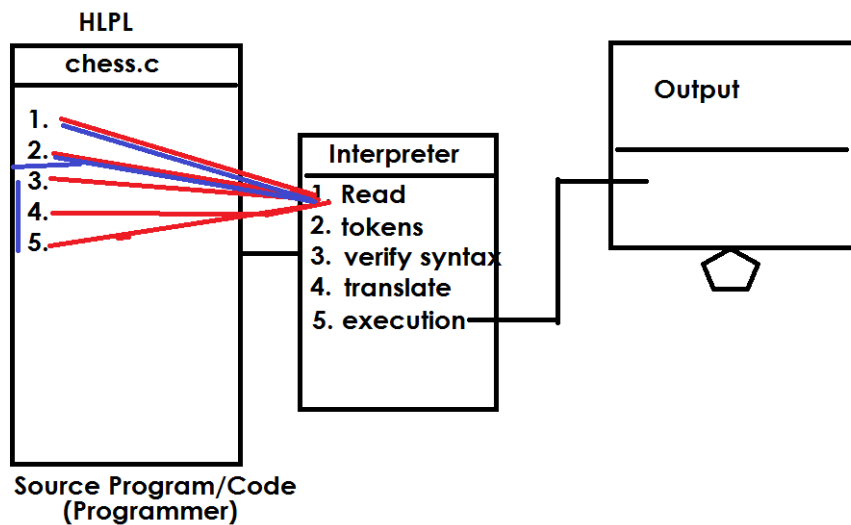 HLPL
chess.c
1.
2.
3.
4.
5.
Source Program/Code
(Programmer)
Interpreter
1. Read
2. tokens
3. verify syntax
4. translate
5. execution
Output